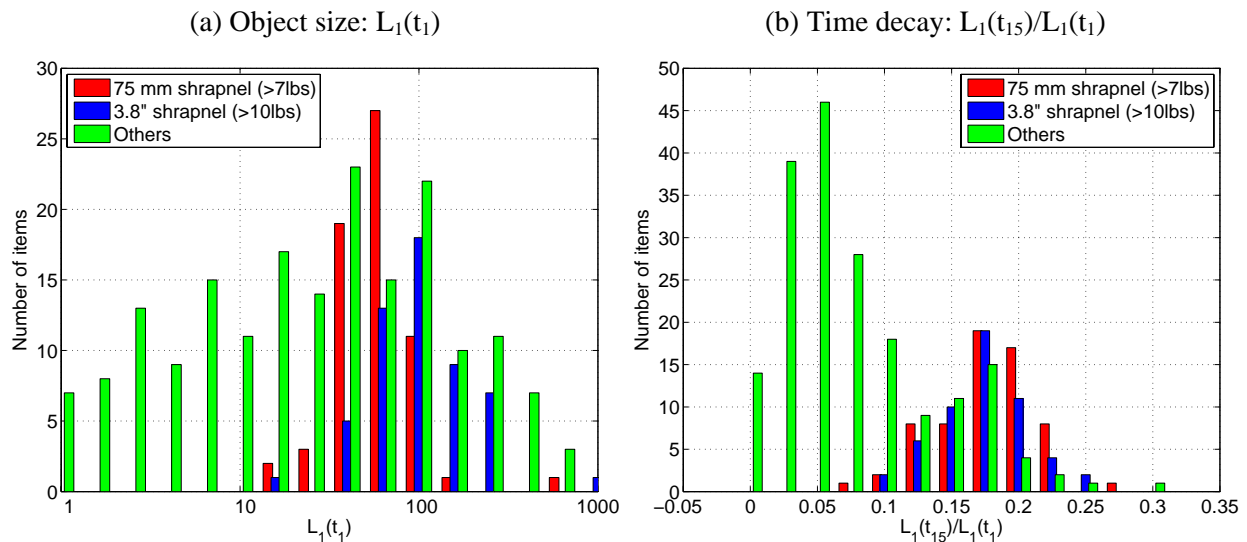 (a) Object size: L₁(t₁)
30
25
20
15
10
5
0
Number of items
75 mm shrapnel (>7lbs)
3.8" shrapnel (>10lbs)
Others
1 10 100 1000
L₁(t₁)
(b) Time decay: L₁(t₁₅)/L₁(t₁)
50
45
40
35
30
25
20
15
10
5
0
Number of items
75 mm shrapnel (>7lbs)
3.8" shrapnel (>10lbs)
Others
−0.05 0 0.05 0.1 0.15 0.2 0.25 0.3 0.35
L₁(t₁₅)/L₁(t₁)